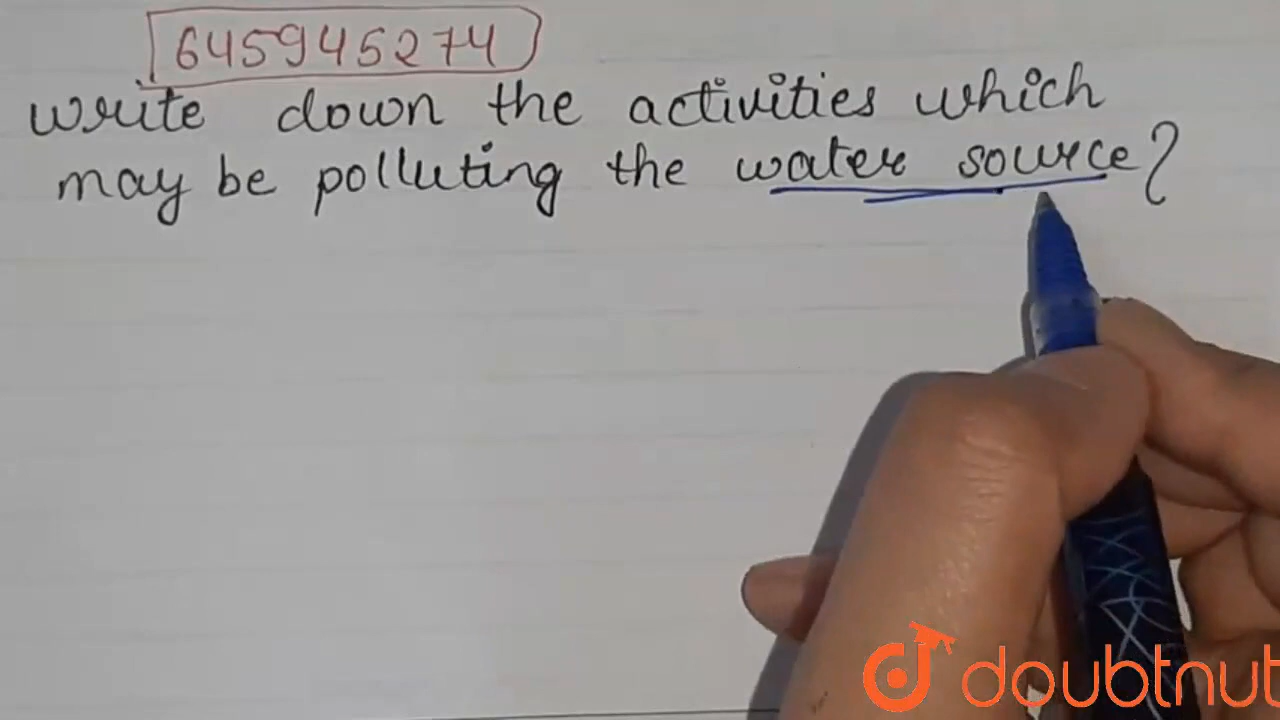 645945274
write down the activities which
may be polluting the water source?
doubtnut